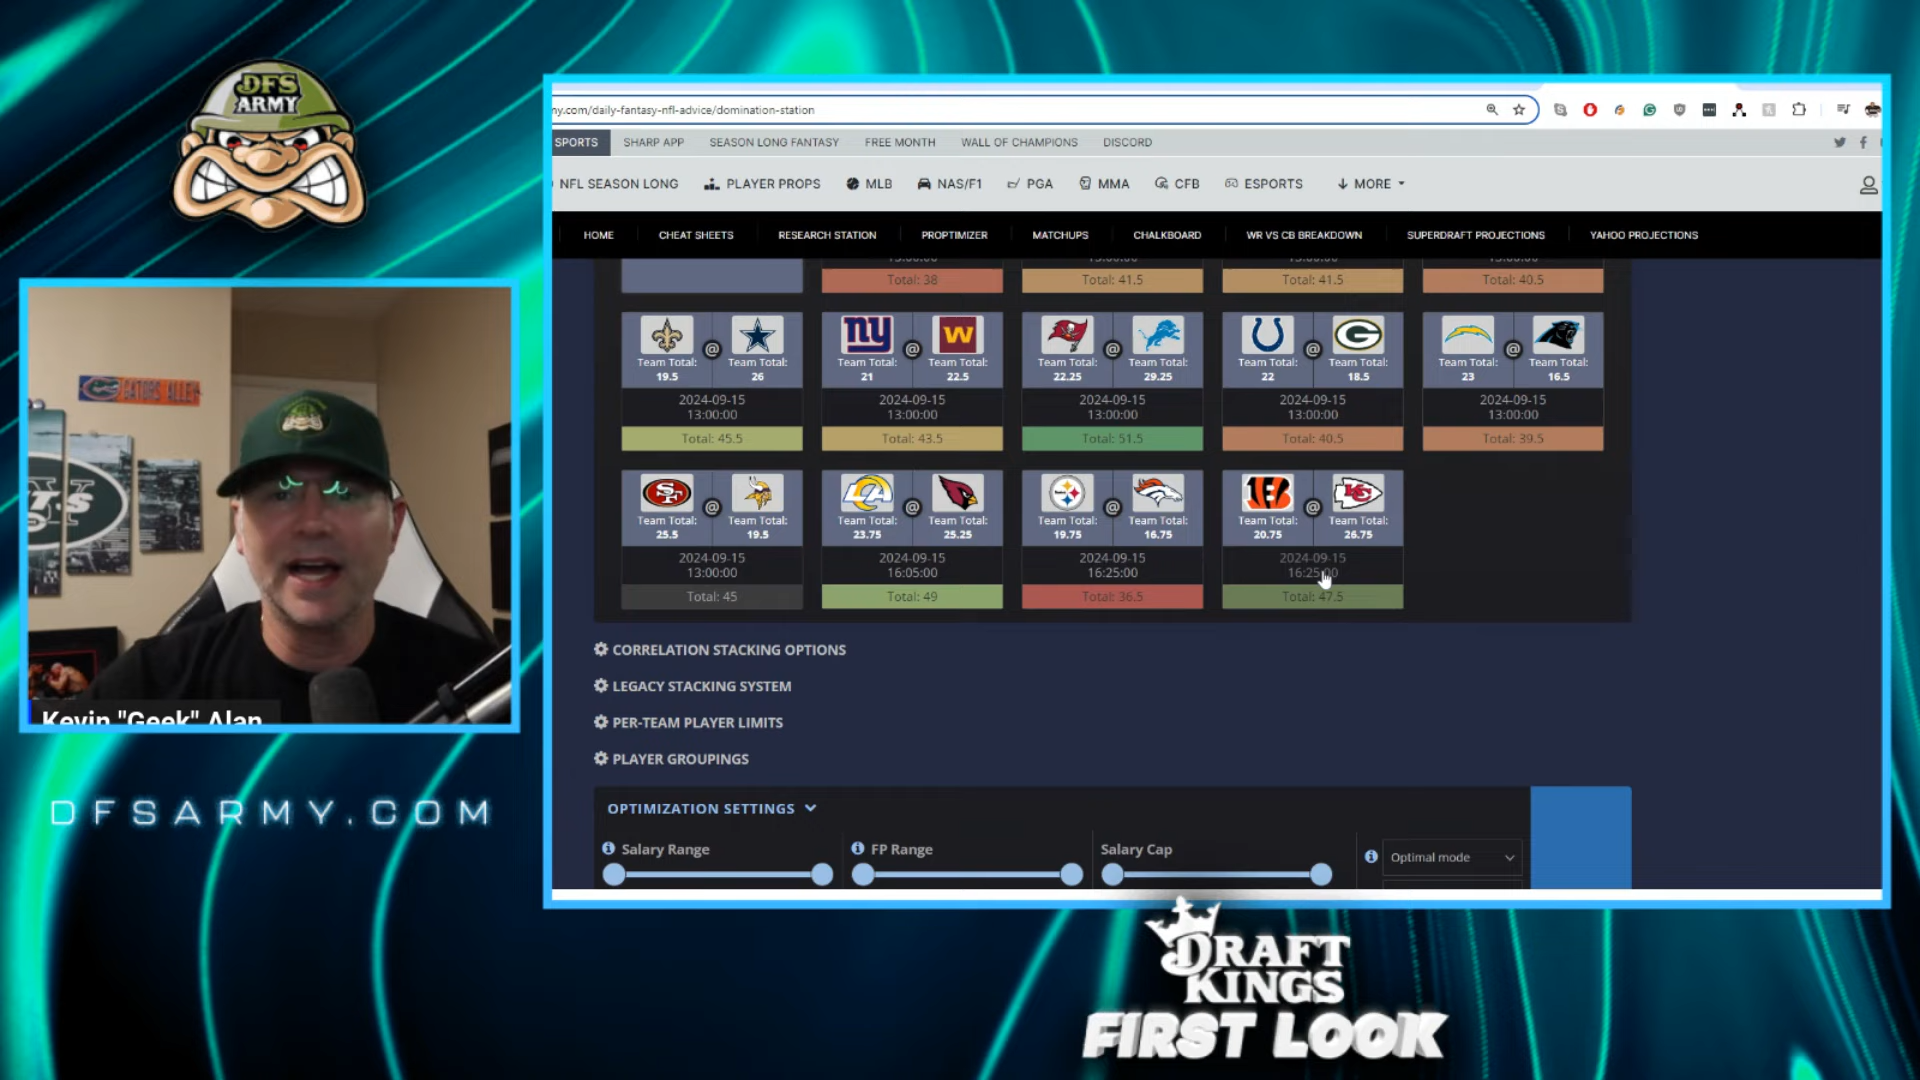 DFS
ARMY
my.com/daily-fantasy-nfl-advice/domination-station
SPORTS SHARP APP SEASON LONG FANTASY FREE MONTH WALL OF CHAMPIONS DISCORD
NFL SEASON LONG PLAYER PROPS MLB NAS/F1 PGA MMA CFB ESPORTS MORE
HOME CHEAT SHEETS RESEARCH STATION PROPTIMIZER MATCHUPS CHALKBOARD WR VS CB BREAKDOWN SUPERDRAFT PROJECTIONS YAHOO PROJECTIONS
Total: 38 Total: 41.5 Total: 41.5 Total: 40.5
@ ny @ W @ @ G @
Team Total: Team Total: Team Total: Team Total: Team Total: Team Total: Team Total: Team Total: Team Total: Team Total:
19.5 26 21 22.5 22.25 29.25 22 18.5 23 16.5
2024-09-15 2024-09-15 2024-09-15 2024-09-15 2024-09-15
13:00:00 13:00:00 13:00:00 13:00:00 13:00:00
Total: 45.5 Total: 43.5 Total: 51.5 Total: 40.5 Total: 39.5
SF @ LA @ @ B @ KC
Team Total: Team Total: Team Total: Team Total: Team Total: Team Total: Team Total: Team Total:
25.5 19.5 23.75 25.25 19.75 16.75 20.75 26.75
2024-09-15 2024-09-15 2024-09-15 2024-09-15
13:00:00 16:05:00 16:25:00 16:25:00
Total: 45 Total: 49 Total: 36.5 Total: 47.5
CORRELATION STACKING OPTIONS
LEGACY STACKING SYSTEM
PER-TEAM PLAYER LIMITS
PLAYER GROUPINGS
OPTIMIZATION SETTINGS
Salary Range FP Range Salary Cap Optimal mode
GATORS ALLEY
Kevin "Geek" Alan
DFSARMY.COM
DRAFT
KINGS
FIRST LOOK